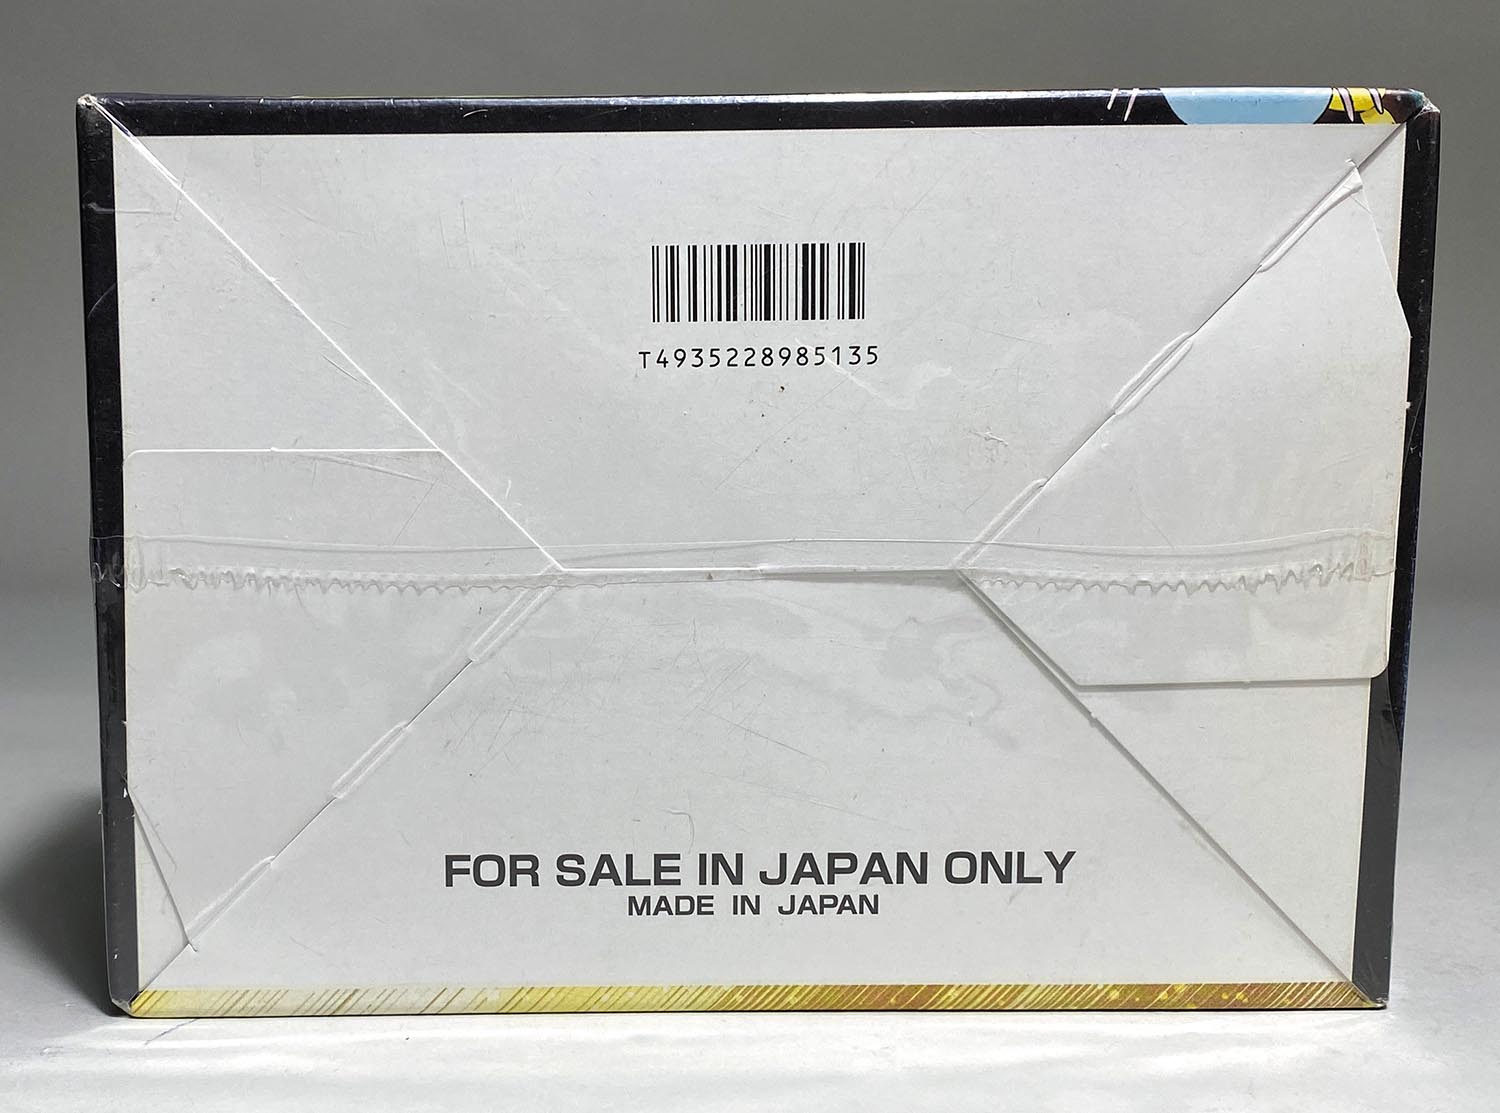 T4935228985135
FOR SALE IN JAPAN ONLY
MADE IN JAPAN